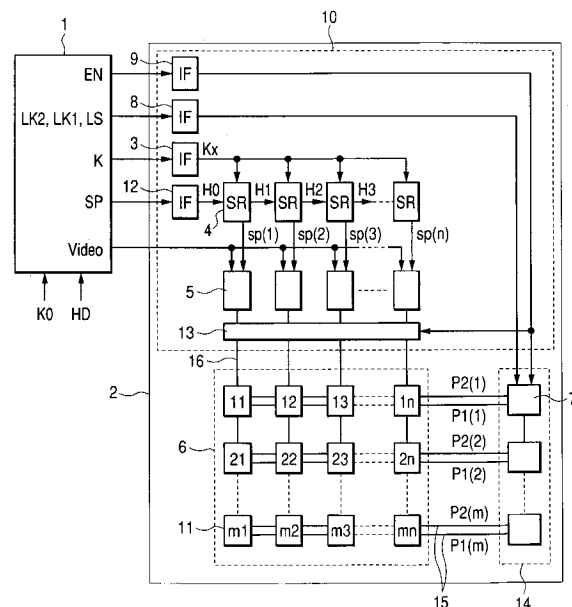 10
1
9
EN
IF
8
LK2, LK1, LS
IF
3
Kx
K
IF
12
H0
H1
H2
H3
SP
IF
SR
SR
SR
SR
4
sp(1)
sp(2)
sp(3)
sp(n)
Video
5
K0
HD
13
16
2
P2(1)
7
11
12
13
1n
P1(1)
6
P2(2)
21
22
23
2n
P1(2)
P2(m)
11
m1
m2
m3
mn
P1(m)
15
14